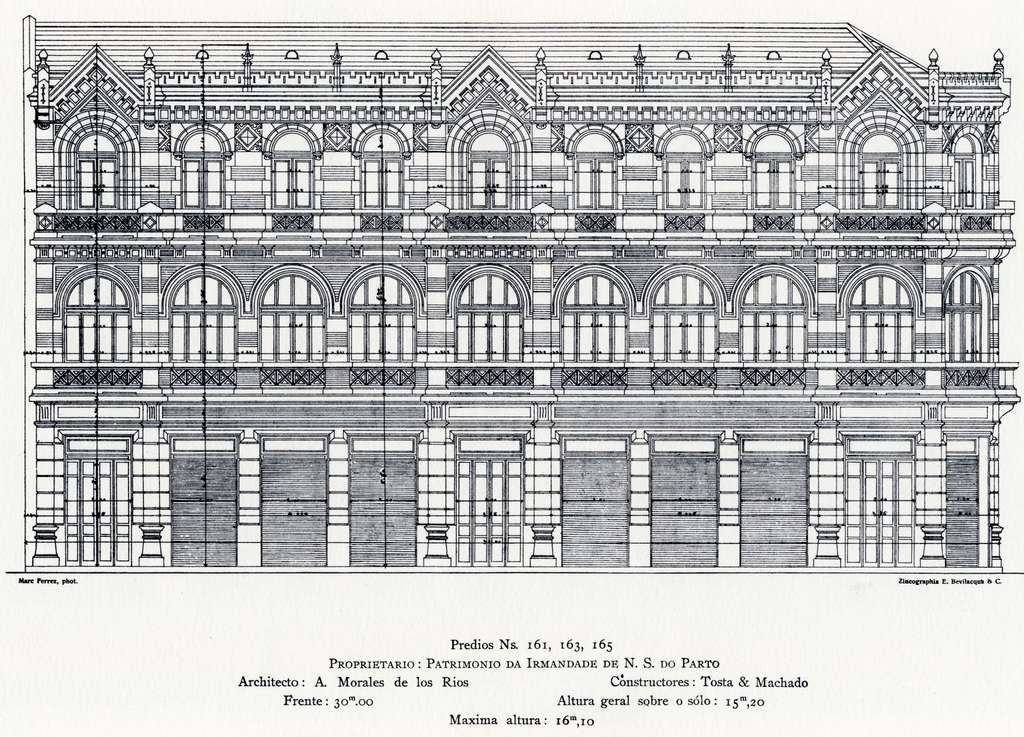 Marc Ferrez, phot.
Zincographia E. Bevilacqua & C.
Predios Ns. 161, 163, 165
PROPRIETARIO: PATRIMONIO DA IRMANDADE DE N. S. DO PARTO
Architecto: A. Morales de los Rios
Constructores: Tosta & Machado
Frente: 30ᵐ.00
Altura geral sobre o sólo: 15ᵐ,20
Maxima altura: 16ᵐ,10